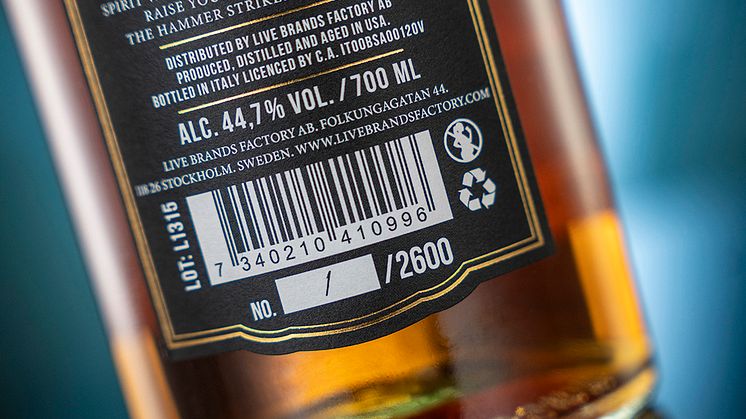 SPIRIT
RAISE YOU
THE HAMMER STRIKE
DISTRIBUTED BY LIVE BRANDS FACTORY AB
PRODUCED, DISTILLED AND AGED IN USA.
BOTTLED IN ITALY LICENCED BY C.A. IT00BSA00120V
ALC. 44,7% VOL. / 700 ML
LIVE BRANDS FACTORY AB. FOLKUNGAGATAN 44.
118 26 STOCKHOLM. SWEDEN. WWW.LIVEBRANDSFACTORY.COM
LOT: L1315
7 340210 410996
NO. 1 /2600